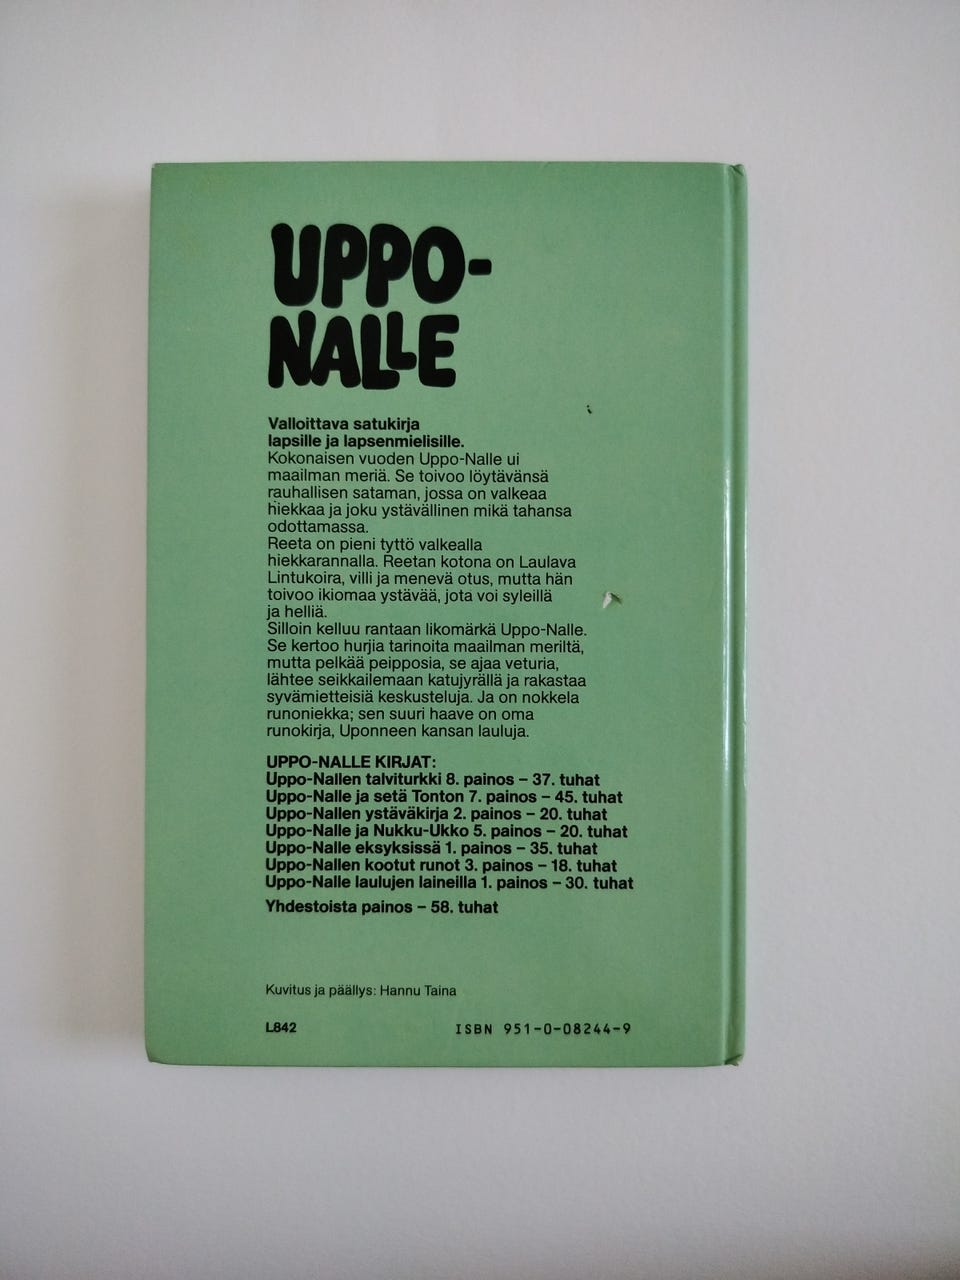 UPPO-
NALLE
Valloittava satukirja
lapsille ja lapsenmielisille.
Kokonaisen vuoden Uppo-Nalle ui
maailman meriä. Se toivoo löytävänsä
rauhallisen sataman, jossa on valkeaa
hiekkaa ja joku ystävällinen mikä tahansa
odottamassa.
Reeta on pieni tyttö valkealla
hiekkarannalla. Reetan kotona on Laulava
Lintukoira, villi ja menevä otus, mutta hän
toivoo ikiomaa ystävää, jota voi syleillä
ja helliä.
Silloin kelluu rantaan likomärkä Uppo-Nalle.
Se kertoo hurjia tarinoita maailman meriltä,
mutta pelkää peipposia, se ajaa veturia,
lähtee seikkailemaan katujyrällä ja rakastaa
syvämietteisiä keskusteluja. Ja on nokkela
runoniekka; sen suuri haave on oma
runokirja, Uponneen kansan lauluja.
UPPO-NALLE KIRJAT:
Uppo-Nallen talviturkki 8. painos – 37. tuhat
Uppo-Nalle ja setä Tonton 7. painos – 45. tuhat
Uppo-Nallen ystäväkirja 2. painos – 20. tuhat
Uppo-Nalle ja Nukku-Ukko 5. painos – 20. tuhat
Uppo-Nalle eksyksissä 1. painos – 35. tuhat
Uppo-Nallen kootut runot 3. painos – 18. tuhat
Uppo-Nalle laulujen laineilla 1. painos – 30. tuhat
Yhdestoista painos – 58. tuhat
Kuvitus ja päällys: Hannu Taina
L842 ISBN 951-0-08244-9